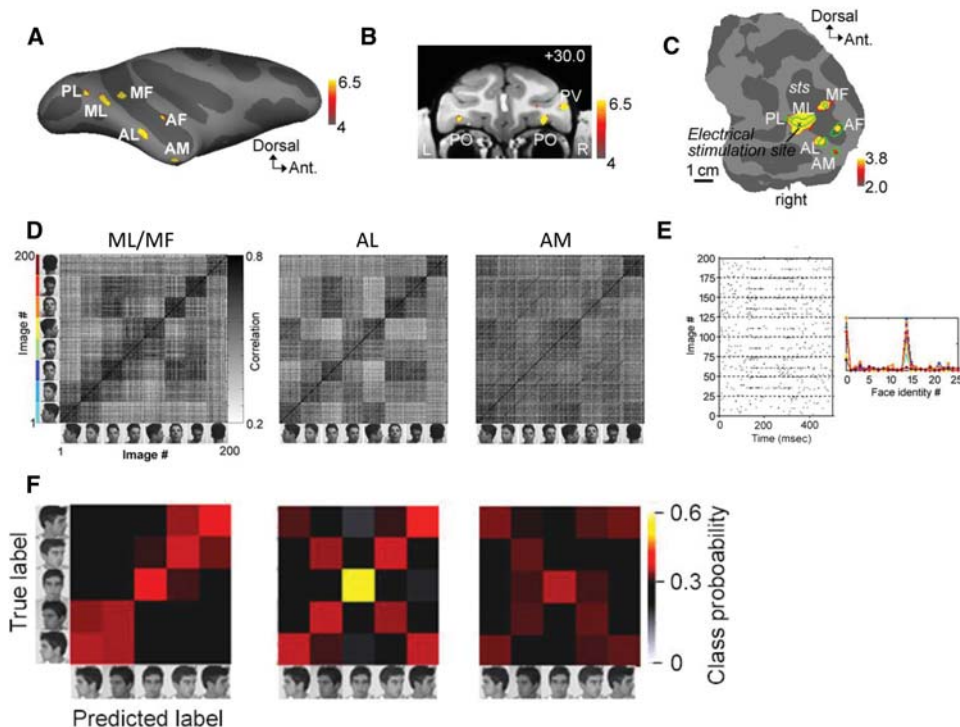 A
PL
ML
MF
AF
AL
AM
6.5
4
Dorsal
Ant.
B
+30.0
PV
PO
PO
L
R
6.5
4
C
Dorsal
Ant.
sts
MF
ML
PL
AF
AL
AM
Electrical
stimulation site
1 cm
right
3.8
2.0
D
ML/MF
AL
AM
200
Image #
1
1
Image #
200
0.8
Correlation
0.2
E
Image #
200
175
150
125
100
75
50
25
0
0
200
400
Time (msec)
0 5 10 15 20 25
Face identity #
F
True label
Predicted label
0.6
0.3
0
Class proboability